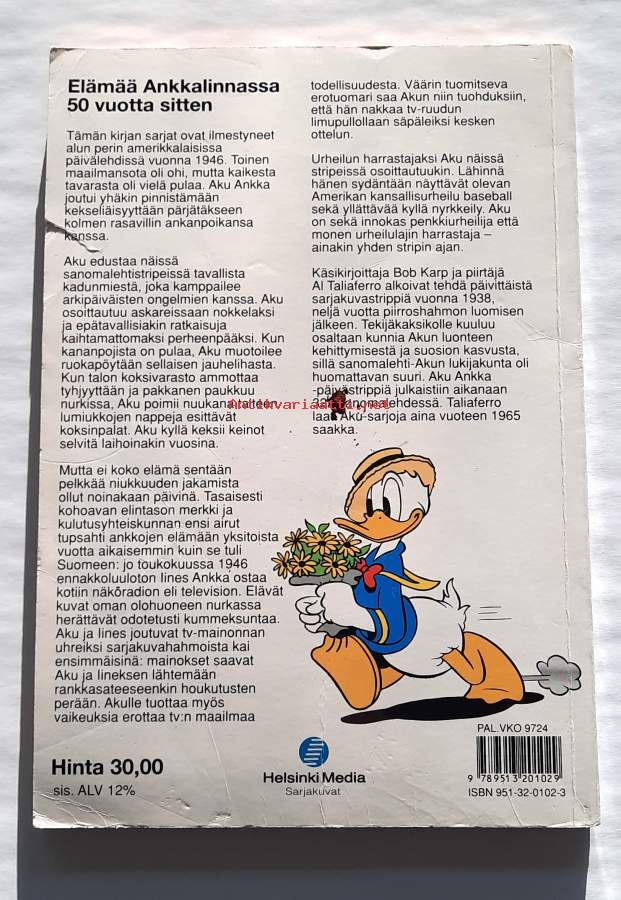 Elämää Ankkalinnassa
50 vuotta sitten
Tämän kirjan sarjat ovat ilmestyneet
alun perin amerikkalaisissa
päivälehdissä vuonna 1946. Toinen
maailmansota oli ohi, mutta kaikesta
tavarasta oli vielä pulaa. Aku Ankka
joutui yhäkin pinnistämään
kekseliäisyyttään pärjätäkseen
kolmen rasavillin ankanpoikansa
kanssa.
Aku edustaa näissä
sanomalehtistripeissä tavallista
kadunmiestä, joka kamppailee
arkipäiväisten ongelmien kanssa. Aku
osoittautuu askareissaan nokkelaksi
ja epätavallisiakin ratkaisuja
kaihtamattomaksi perheenpääksi. Kun
kananpojista on pulaa, Aku muotoilee
ruokapöytään sellaisen jauhelihasta.
Kun talon koksivarasto ammottaa
tyhjyyttään ja pakkanen paukkuu
nurkissa, Aku poimii nuukanaattien
lumiukkojen nappeja esittävät
koksinpalat. Aku kyllä keksii keinot
selvitä laihoinakin vuosina.
Mutta ei koko elämä sentään
pelkkää niukkuuden jakamista
ollut noinakaan päivinä. Tasaisesti
kohoavan elintason merkki ja
kulutusyhteiskunnan ensi airut
tupsahti ankkojen elämään yksitoista
vuotta aikaisemmin kuin se tuli
Suomeen: jo toukokuussa 1946
ennakkoluuloton Iines Ankka ostaa
kotiin näköradion eli television. Elävät
kuvat oman olohuoneen nurkassa
herättävät odotetusti kummeksuntaa.
Aku ja Iines joutuvat tv-mainonnan
uhreiksi sarjakuvahahmoista kai
ensimmäisinä: mainokset saavat
Aku ja Iineksen lähtemään
rankkasateeseenkin houkutusten
perään. Akulle tuottaa myös
vaikeuksia erottaa tv:n maailmaa
todellisuudesta. Väärin tuomitseva
erotuomari saa Akun niin tuohduksiin,
että hän nakkaa tv-ruudun
limupullollaan säpäleiksi kesken
ottelun.
Urheilun harrastajaksi Aku näissä
stripeissä osoittautuukin. Lähinnä
hänen sydäntään näyttävät olevan
Amerikan kansallisurheilu baseball
sekä yllättävää kyllä nyrkkeily. Aku
on sekä innokas penkkiurheilija että
monen urheilulajin harrastaja –
ainakin yhden stripin ajan.
Käsikirjoittaja Bob Karp ja piirtäjä
Al Taliaferro alkoivat tehdä päivittäistä
sarjakuvastrippiä vuonna 1938,
neljä vuotta piirroshahmon luomisen
jälkeen. Tekijäkaksikolle kuuluu
osaltaan kunnia Akun luonteen
kehittymisestä ja suosion kasvusta,
sillä sanomalehti-Akun lukijakunta oli
huomattavan suuri. Aku Ankka
-päivästrippiä julkaistiin aikanaan
sanomalehdessä. Taliaferro
Aku-sarjoja aina vuoteen 1965
saakka.
Antikvariaatti.net
Hinta 30,00
sis. ALV 12%
Helsinki Media
Sarjakuvat
PAL.VKO 9724
9 789513 201029
ISBN 951-32-0102-3